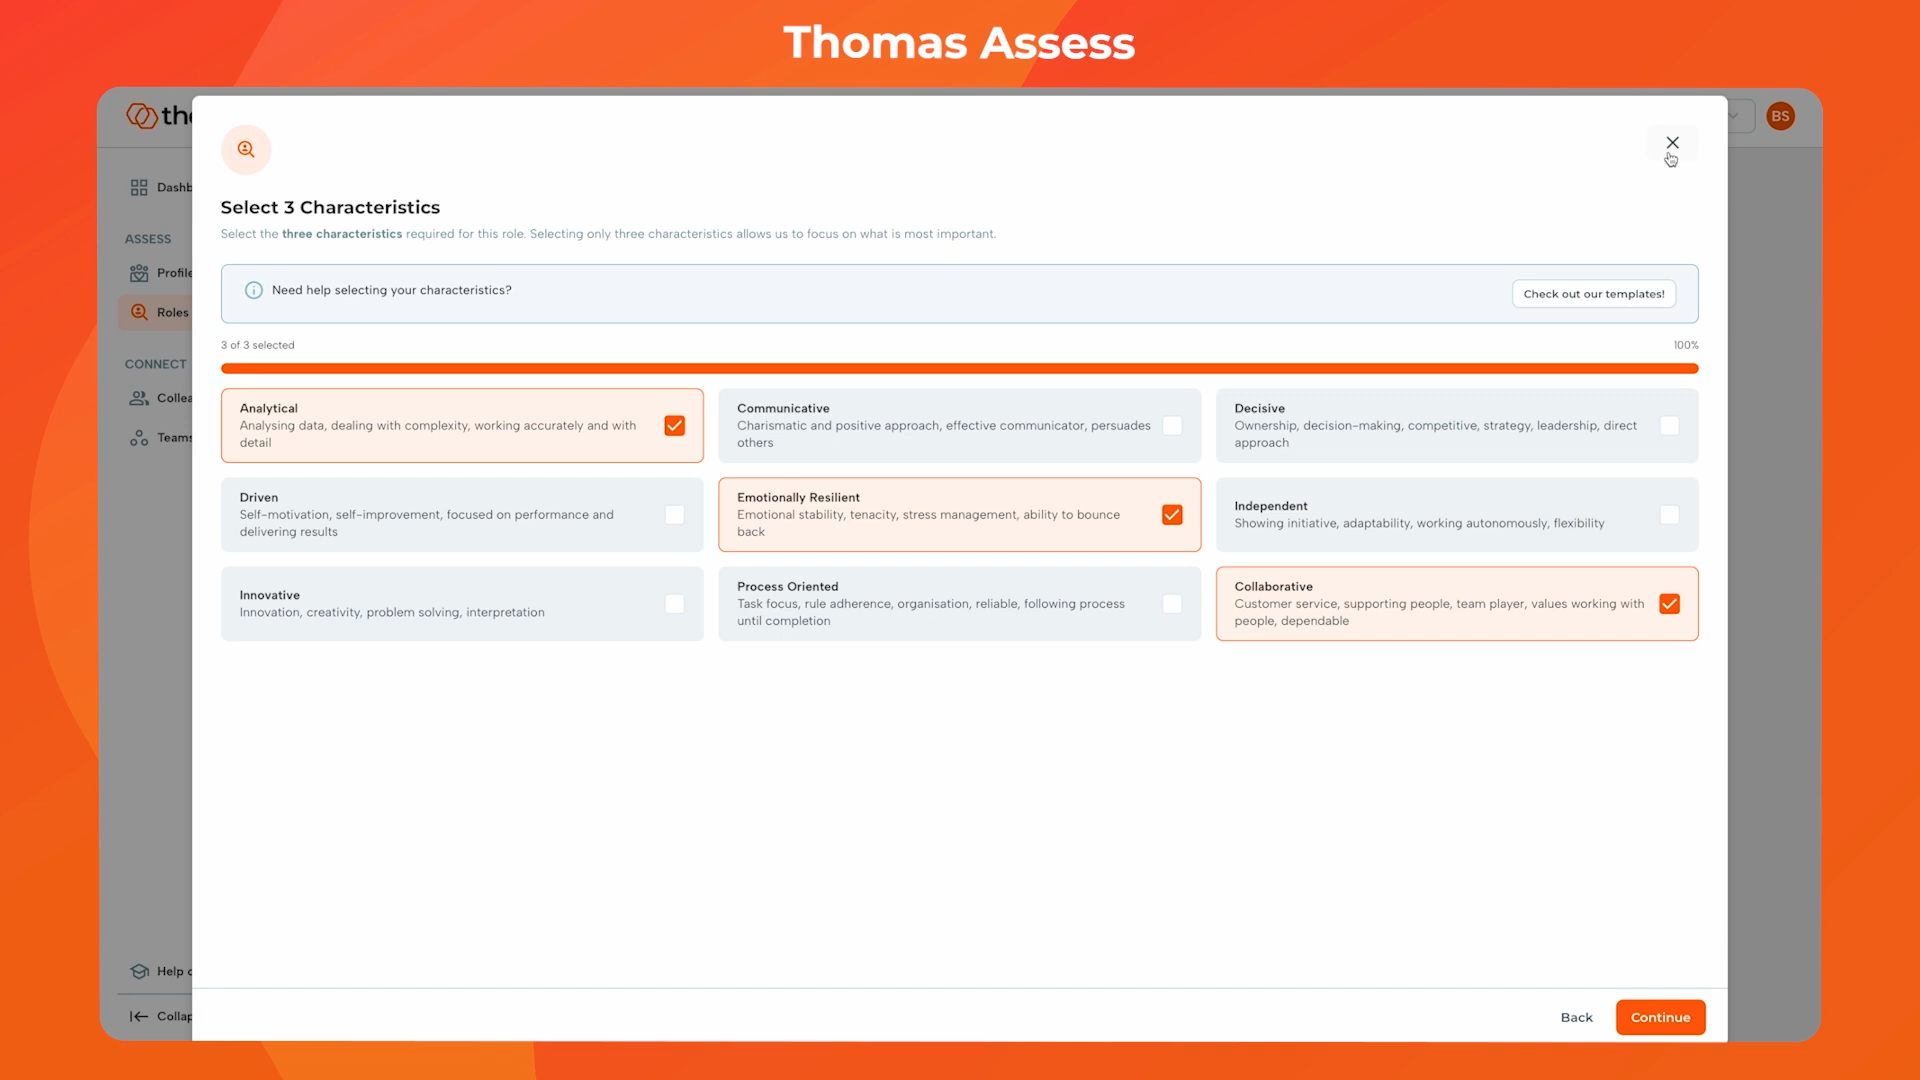 Thomas Assess
BS
Dashb
ASSESS
Profile
Roles
CONNECT
Collea
Teams
Help c
Collap
Select 3 Characteristics
Select the three characteristics required for this role. Selecting only three characteristics allows us to focus on what is most important.
Need help selecting your characteristics?
Check out our templates!
3 of 3 selected
100%
Analytical
Analysing data, dealing with complexity, working accurately and with
detail
Communicative
Charismatic and positive approach, effective communicator, persuades
others
Decisive
Ownership, decision-making, competitive, strategy, leadership, direct
approach
Driven
Self-motivation, self-improvement, focused on performance and
delivering results
Emotionally Resilient
Emotional stability, tenacity, stress management, ability to bounce
back
Independent
Showing initiative, adaptability, working autonomously, flexibility
Innovative
Innovation, creativity, problem solving, interpretation
Process Oriented
Task focus, rule adherence, organisation, reliable, following process
until completion
Collaborative
Customer service, supporting people, team player, values working with
people, dependable
Back
Continue